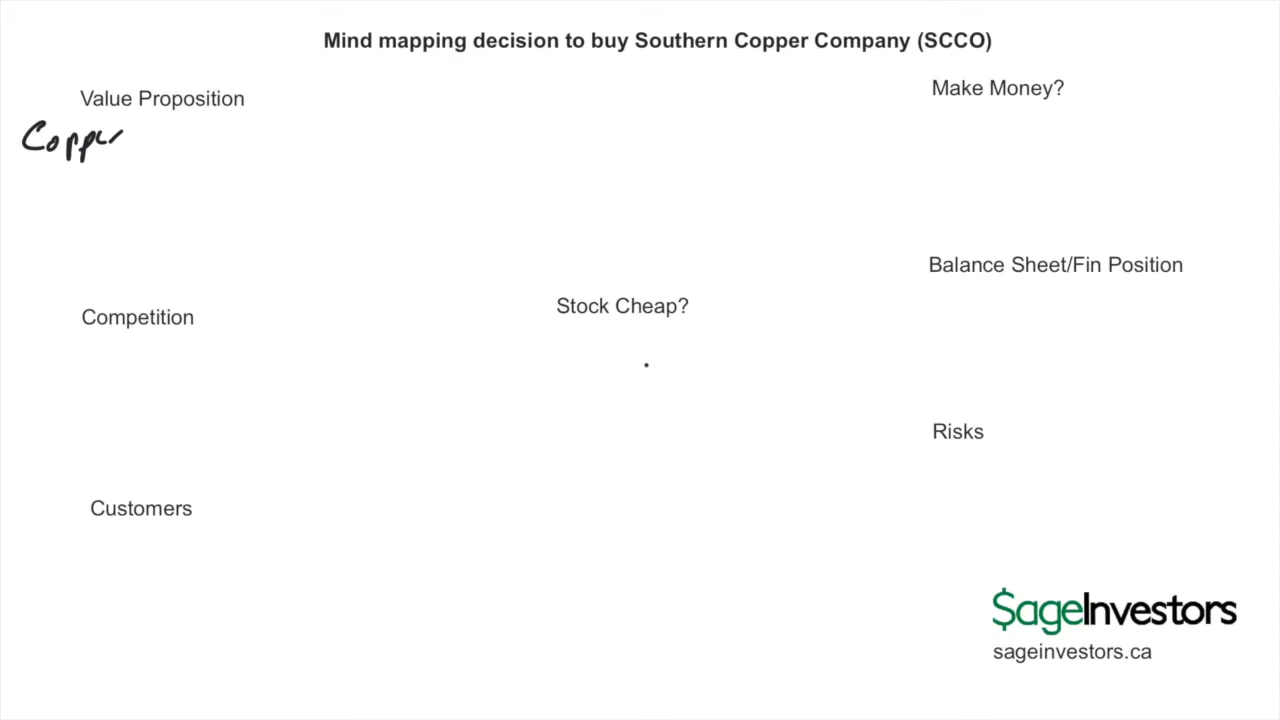 Mind mapping decision to buy Southern Copper Company (SCCO)
Value Proposition
Copper
Make Money?
Balance Sheet/Fin Position
Stock Cheap?
Competition
Risks
Customers
$ageInvestors
sageinvestors.ca